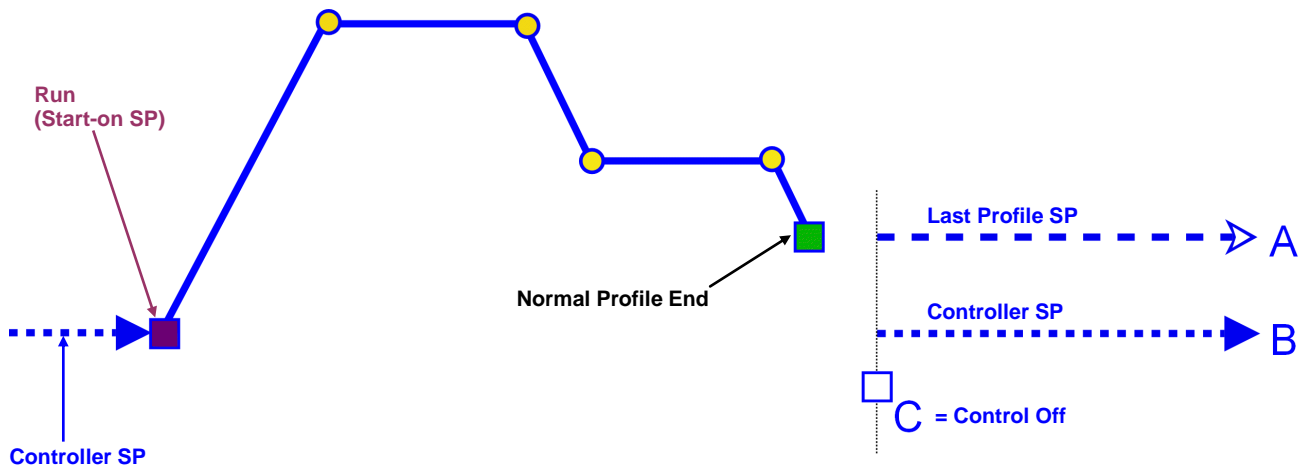 Run
(Start-on SP)
Last Profile SP
A
Normal Profile End
Controller SP
B
C = Control Off
Controller SP